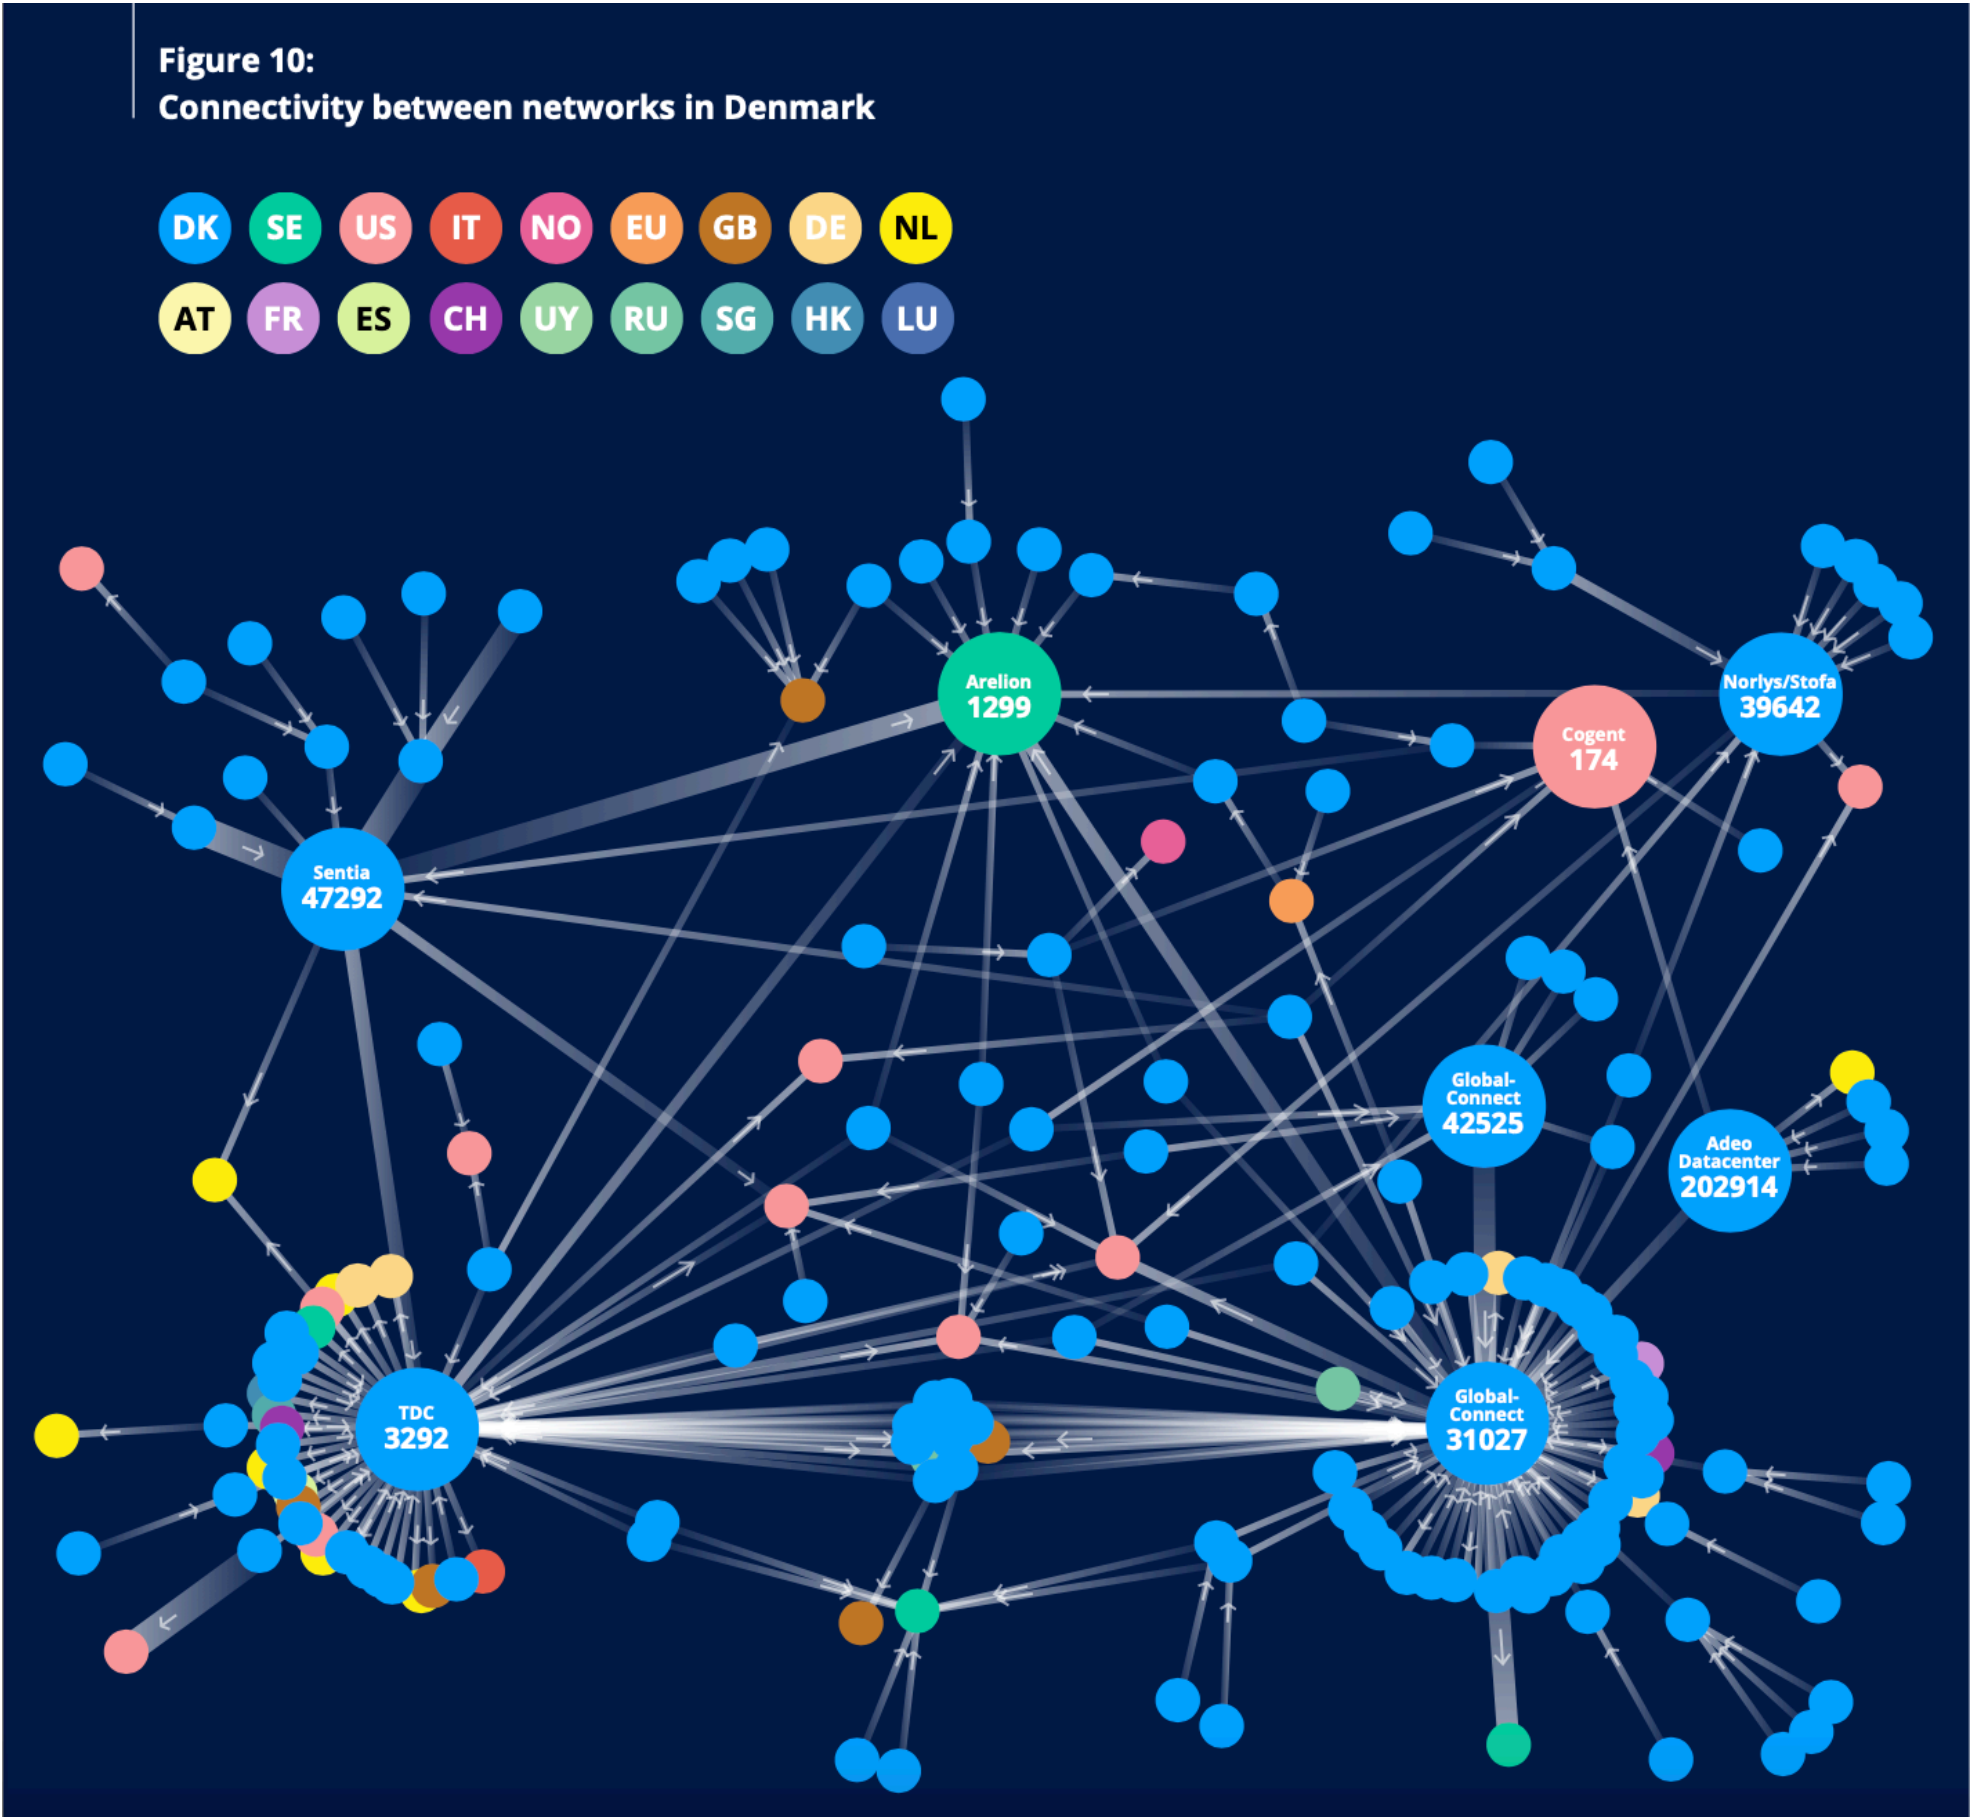 Figure 10:
Connectivity between networks in Denmark
DK SE US IT NO EU GB DE NL
AT FR ES CH UY RU SG HK LU
Arelion
1299
Norlys/Stofa
39642
Cogent
174
Sentia
47292
Global-
Connect
42525
Adeo
Datacenter
202914
TDC
3292
Global-
Connect
31027